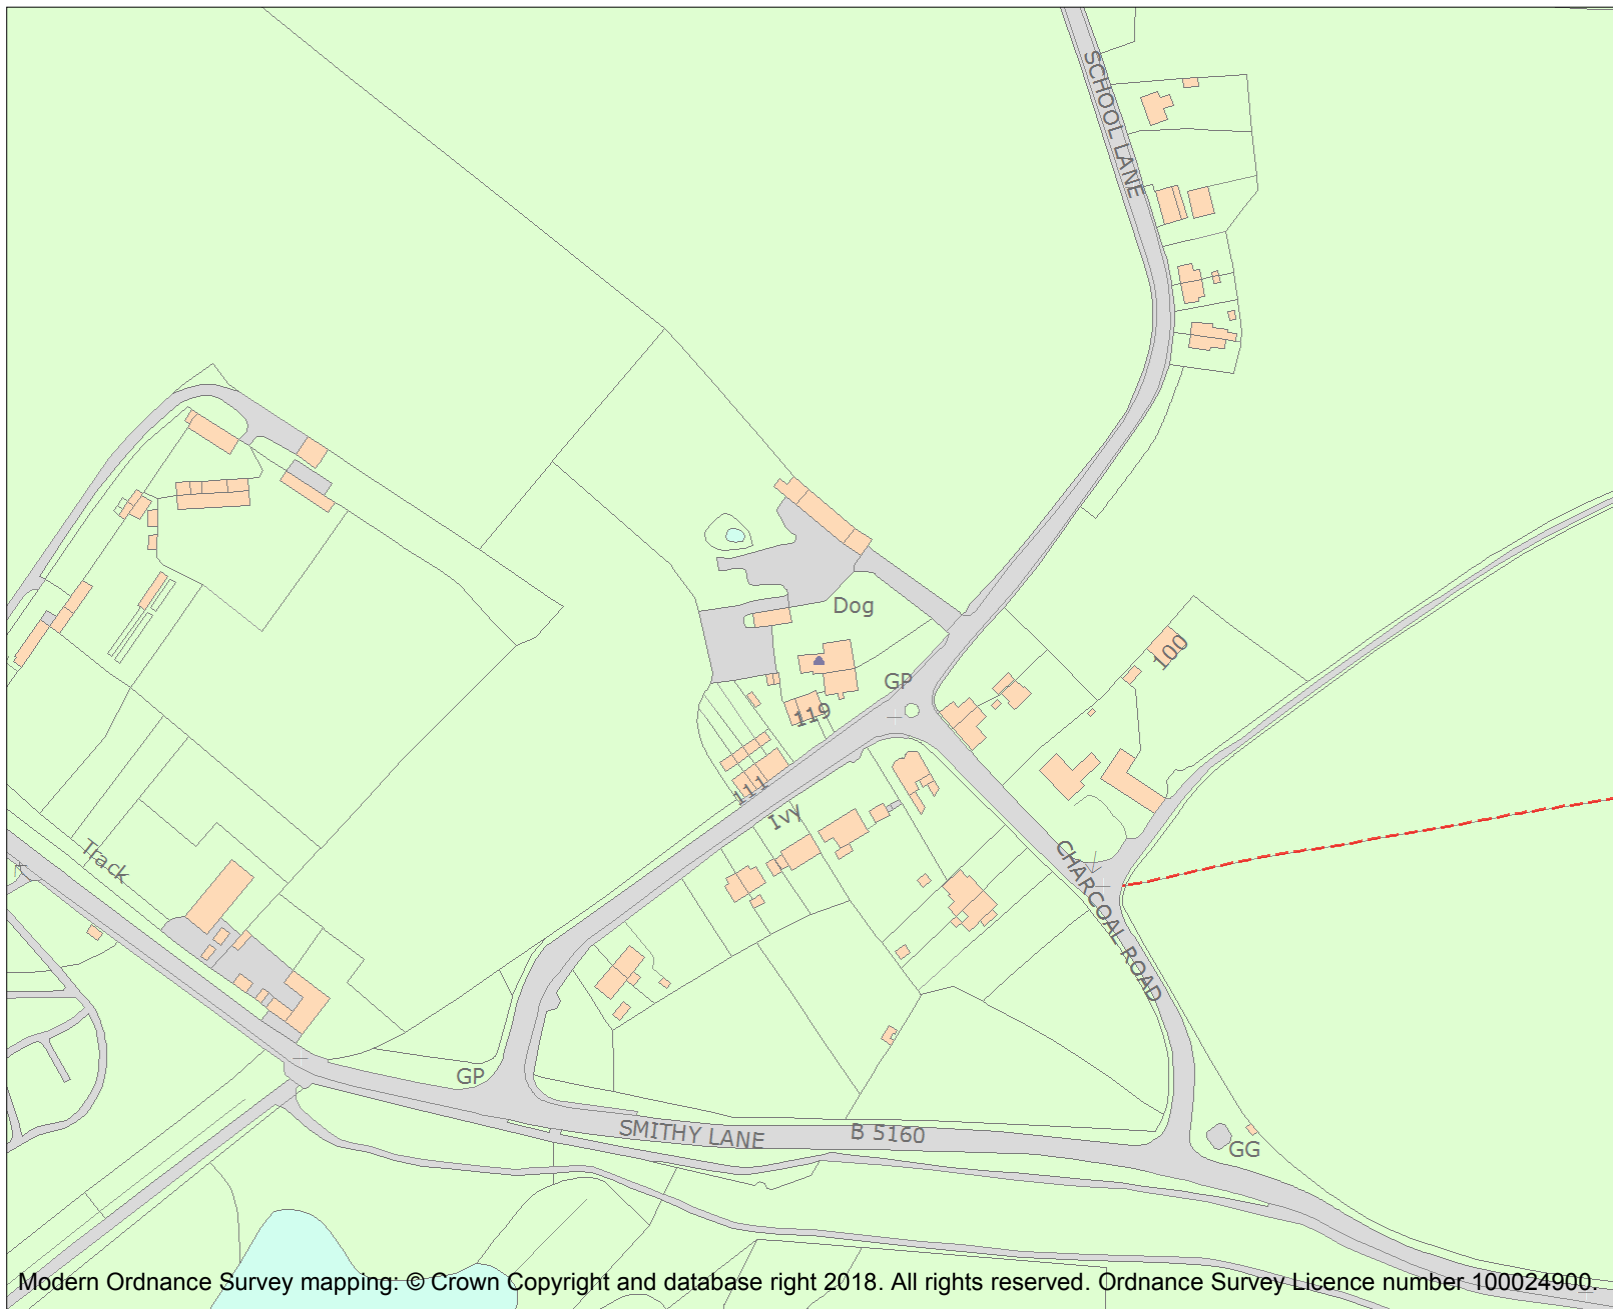 SCHOOL LANE
Dog
100
GP
119
111
Ivy
Track
CHARCOAL ROAD
GP
SMITHY LANE
B 5160
GG
Modern Ordnance Survey mapping: © Crown Copyright and database right 2018. All rights reserved. Ordnance Survey Licence number 100024900.